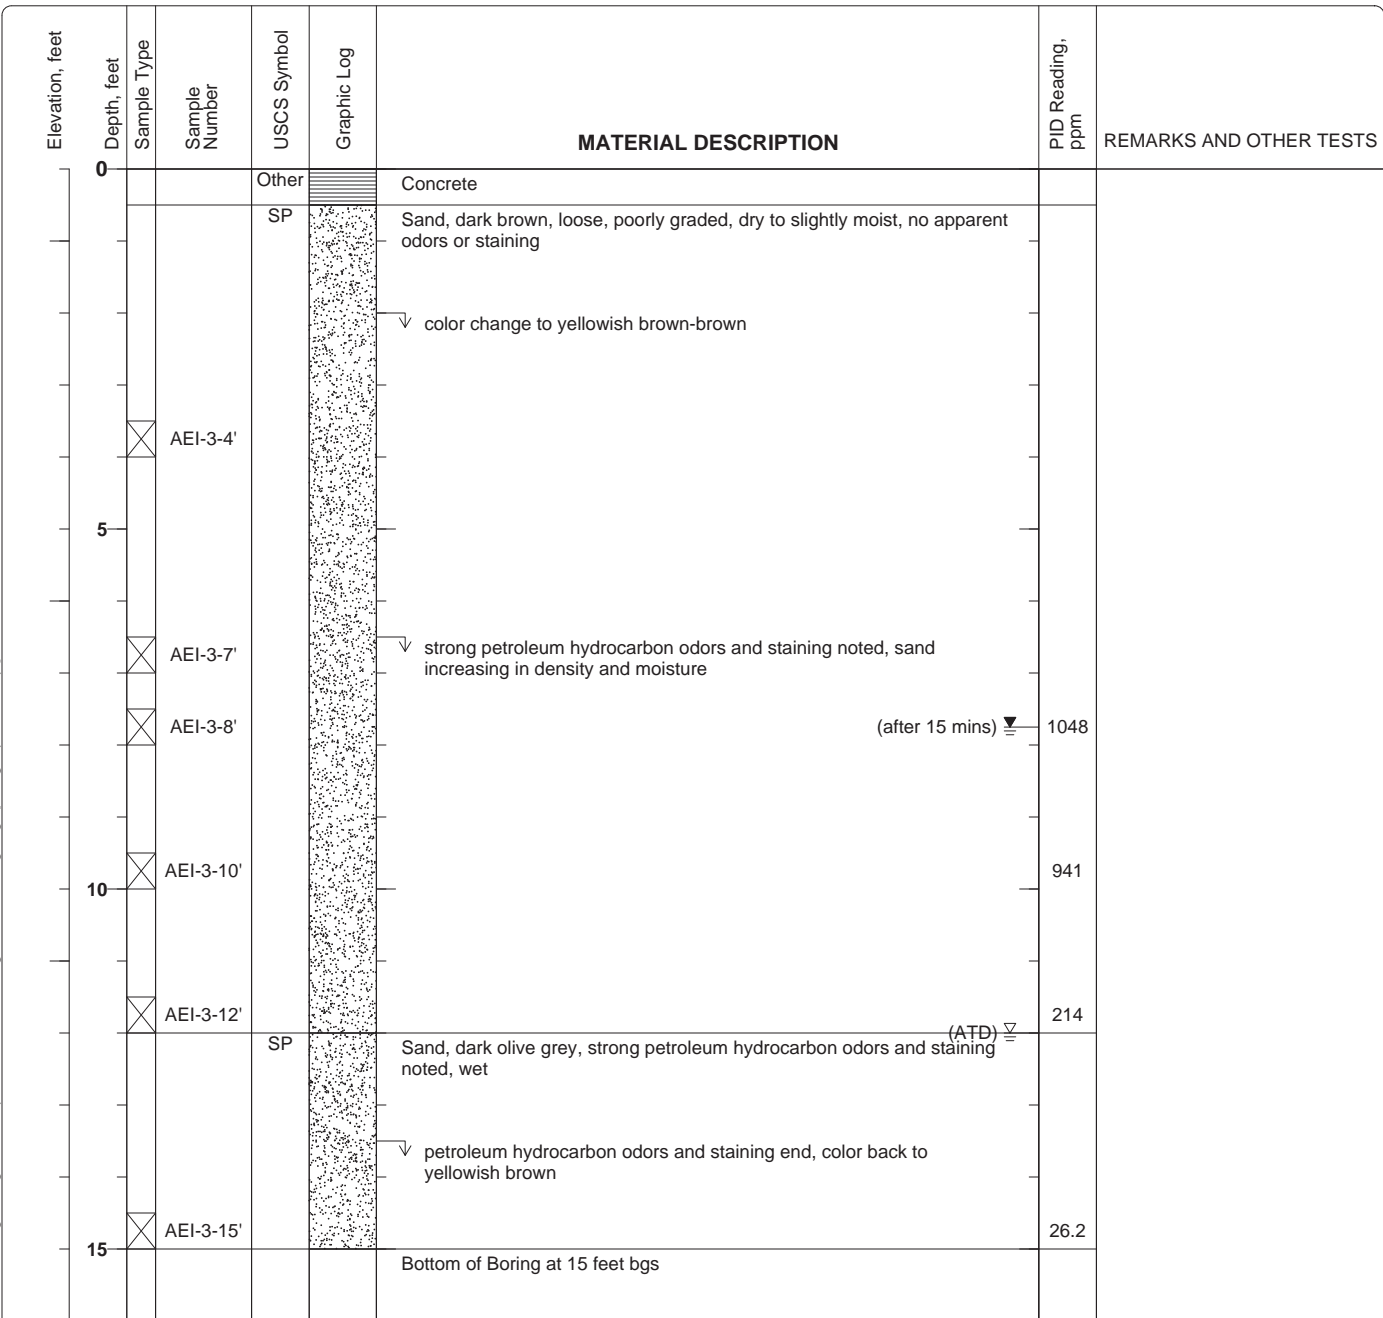 Elevation, feet
Depth, feet
Sample Type
Sample
Number
USCS Symbol
Graphic Log
MATERIAL DESCRIPTION
PID Reading,
ppm
REMARKS AND OTHER TESTS
0
Other
Concrete
SP
Sand, dark brown, loose, poorly graded, dry to slightly moist, no apparent
odors or staining
color change to yellowish brown-brown
AEI-3-4'
5
AEI-3-7'
strong petroleum hydrocarbon odors and staining noted, sand
increasing in density and moisture
AEI-3-8'
(after 15 mins)
1048
AEI-3-10'
941
10
AEI-3-12'
214
(ATD)
SP
Sand, dark olive grey, strong petroleum hydrocarbon odors and staining
noted, wet
petroleum hydrocarbon odors and staining end, color back to
yellowish brown
AEI-3-15'
26.2
15
Bottom of Boring at 15 feet bgs